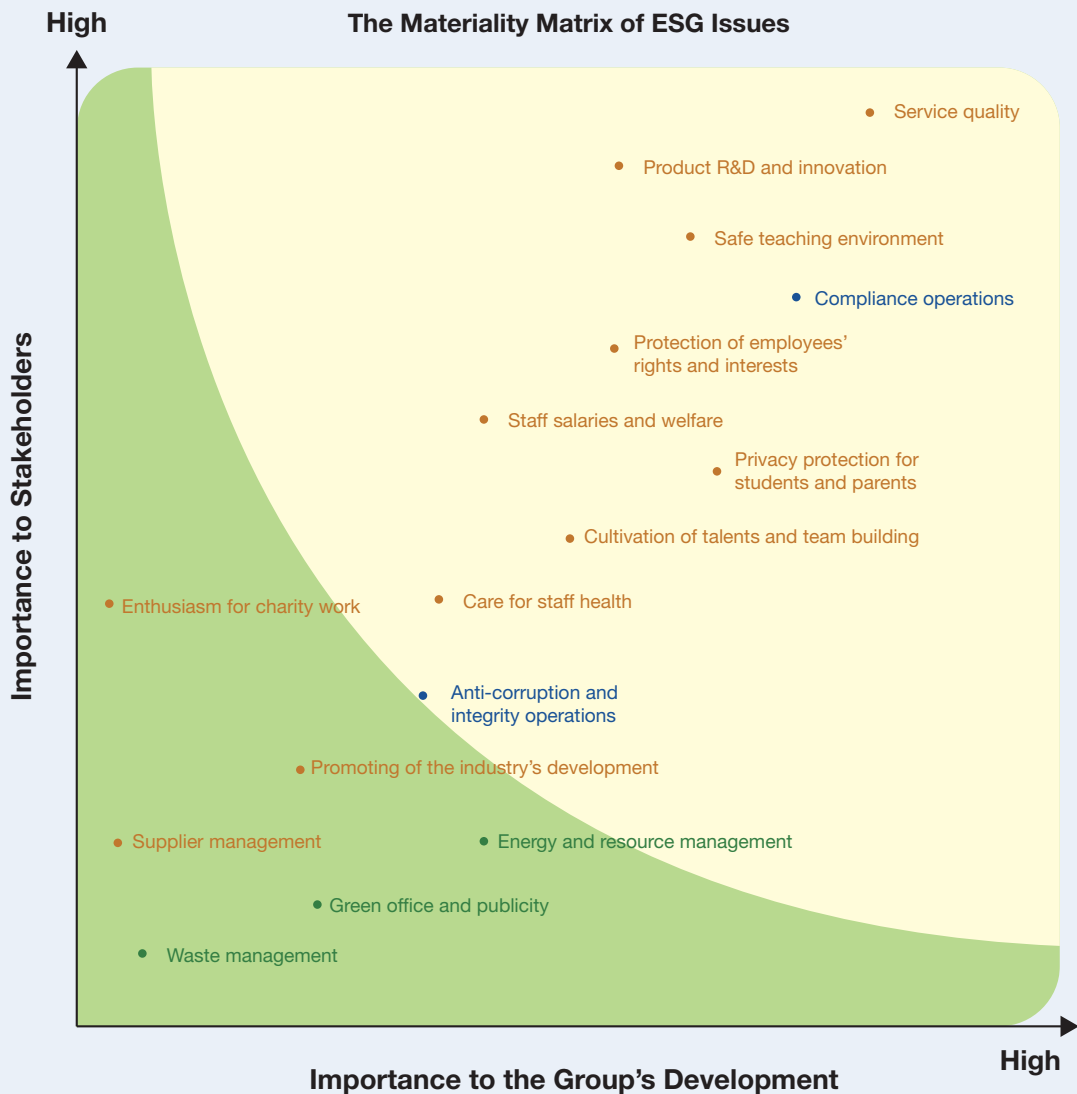 High
The Materiality Matrix of ESG Issues
Service quality
Product R&D and innovation
Safe teaching environment
Compliance operations
Protection of employees’
rights and interests
Staff salaries and welfare
Privacy protection for
students and parents
Cultivation of talents and team building
Enthusiasm for charity work
Care for staff health
Anti-corruption and
integrity operations
Promoting of the industry’s development
Supplier management
Energy and resource management
Green office and publicity
Waste management
Importance to Stakeholders
High
Importance to the Group’s Development